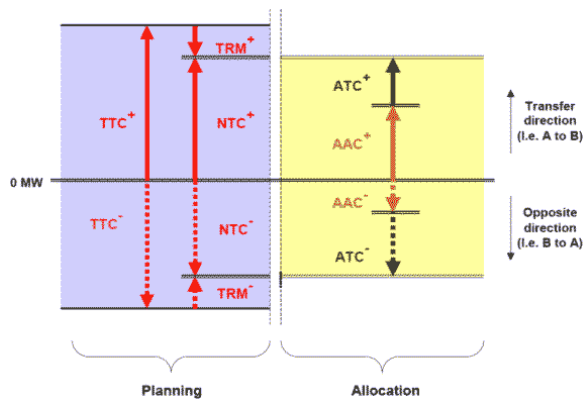 TRM+
ATC+
TTC+
NTC+
Transfer
direction
(I.e. A to B)
AAC+
0 MW
AAC-
TTC-
NTC-
Opposite
direction
(I.e. B to A)
ATC-
TRM-
Planning
Allocation